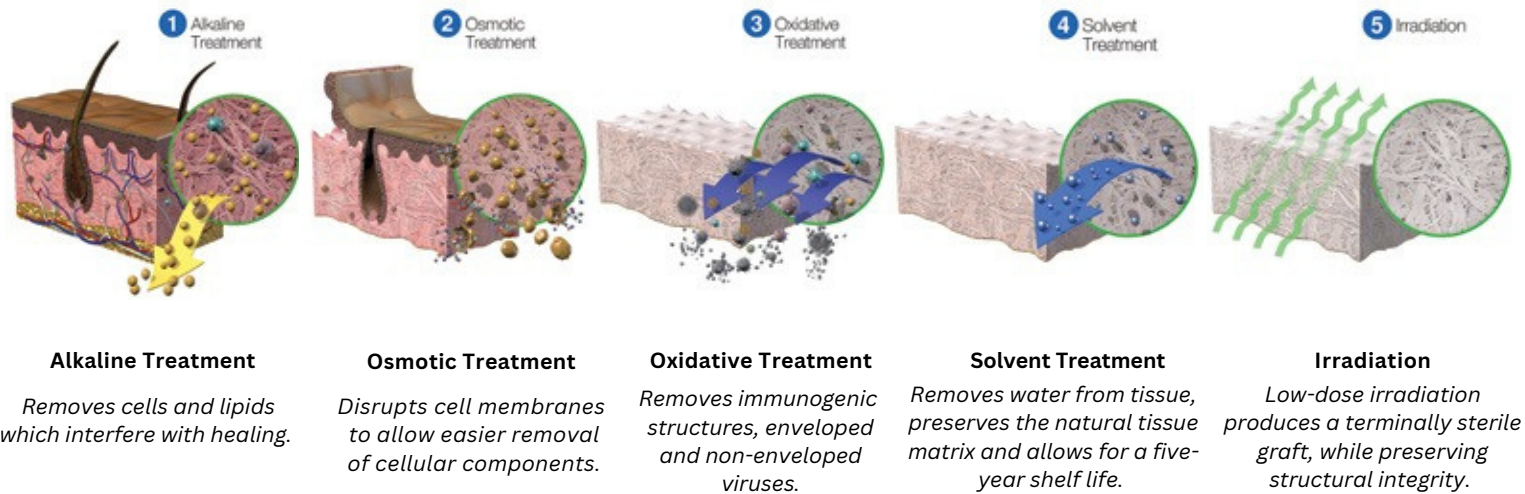 1 Alkaline
Treatment
2 Osmotic
Treatment
3 Oxidative
Treatment
4 Solvent
Treatment
5 Irradiation
Alkaline Treatment
Removes cells and lipids
which interfere with healing.
Osmotic Treatment
Disrupts cell membranes
to allow easier removal
of cellular components.
Oxidative Treatment
Removes immunogenic
structures, enveloped
and non-enveloped
viruses.
Solvent Treatment
Removes water from tissue,
preserves the natural tissue
matrix and allows for a five-
year shelf life.
Irradiation
Low-dose irradiation
produces a terminally sterile
graft, while preserving
structural integrity.